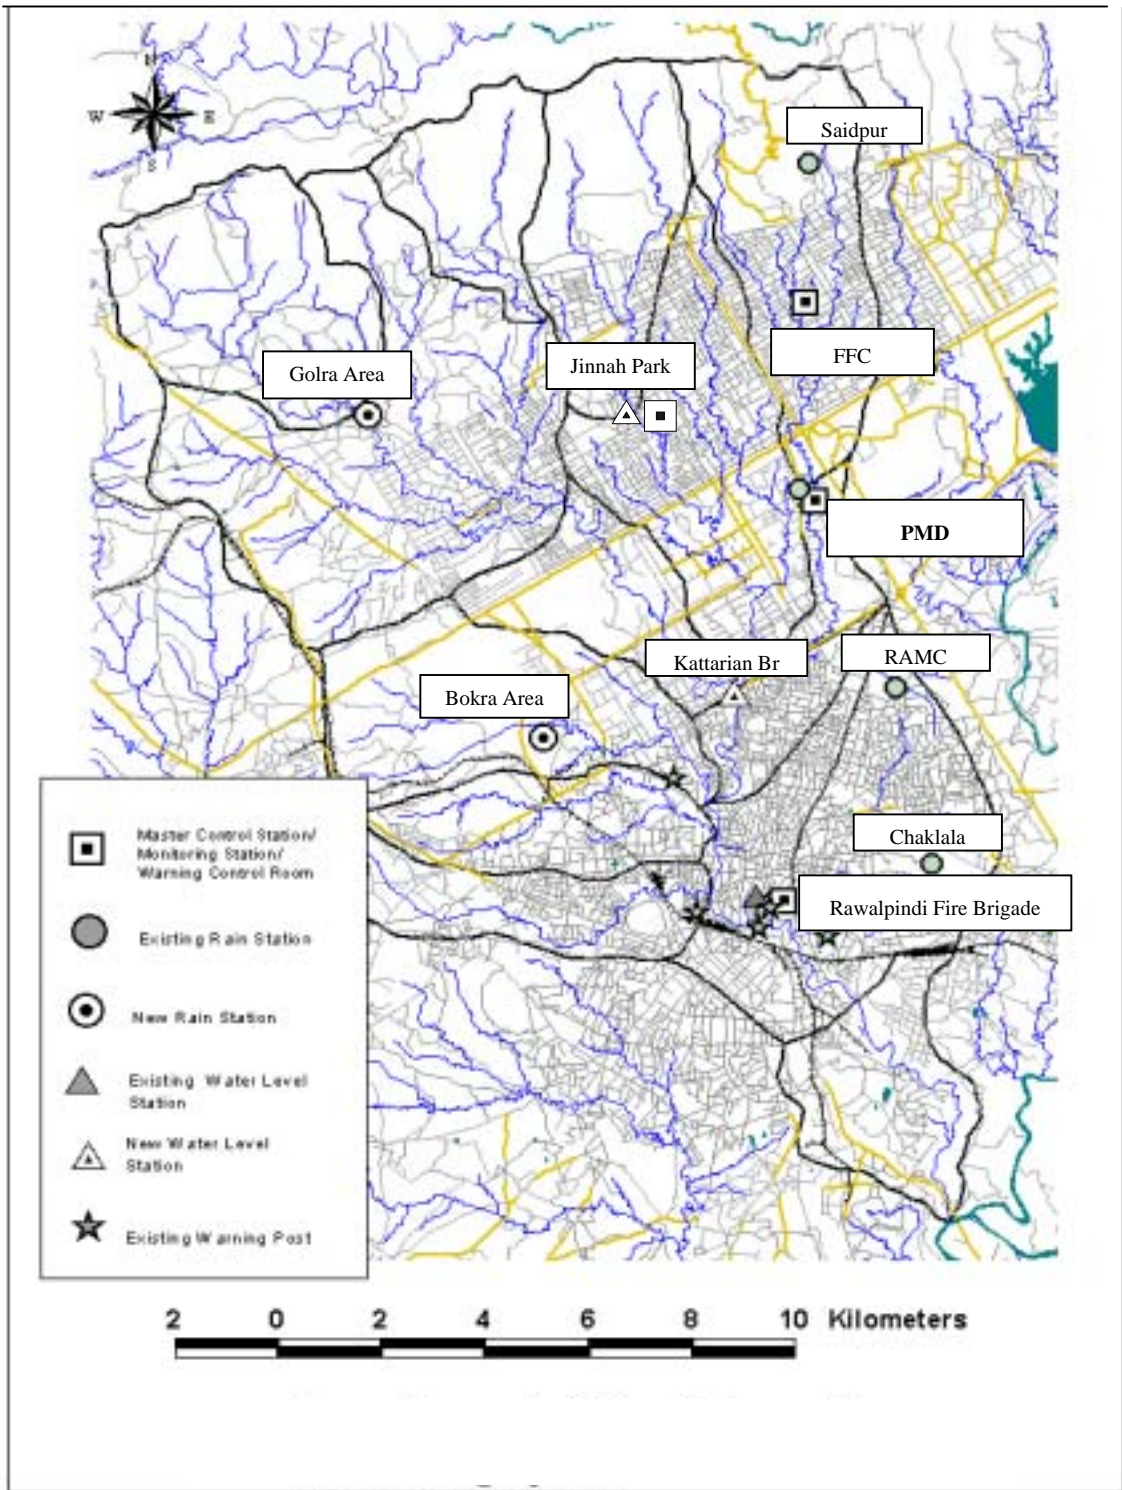 N
W
E
S
Saidpur
FFC
Jinnah Park
Golra Area
PMD
RAMC
Kattarian Br
Bokra Area
Chaklala
Rawalpindi Fire Brigade
Master Control Station/
Monitoring Station/
Warning Control Room
Existing Rain Station
New Rain Station
Existing Water Level
Station
New Water Level
Station
Existing Warning Post
2 0 2 4 6 8 10 Kilometers